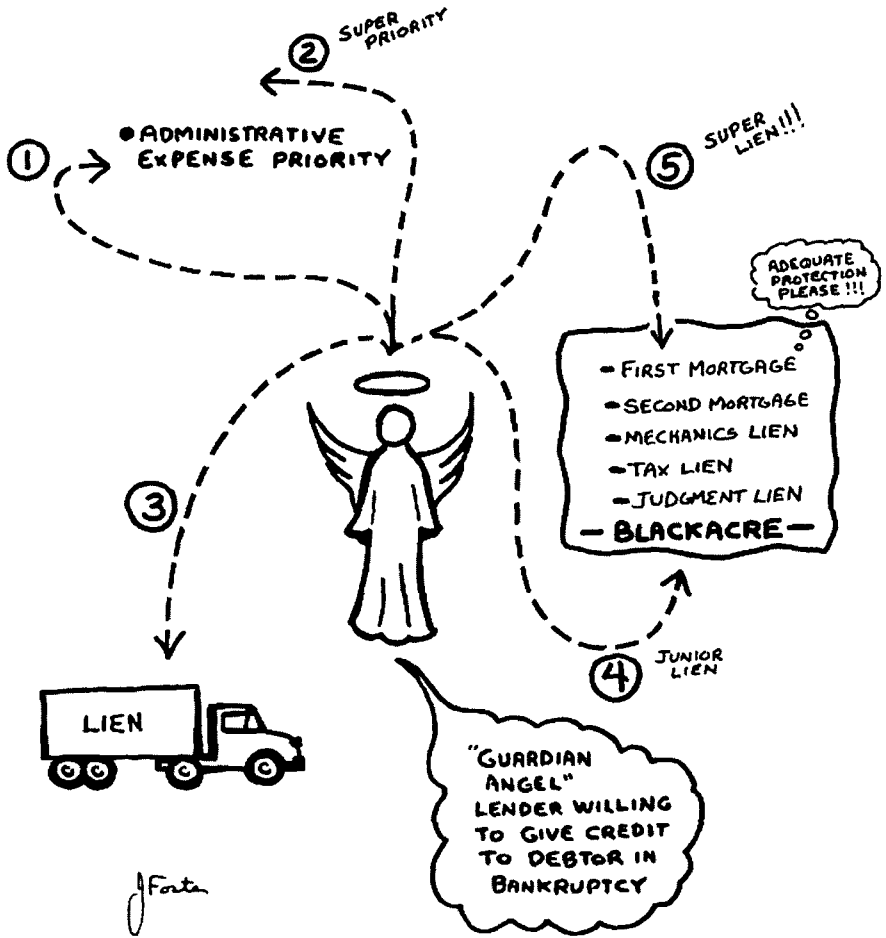 2 SUPER
PRIORITY
1
• ADMINISTRATIVE
EXPENSE PRIORITY
5 SUPER
LIEN!!!
ADEQUATE
PROTECTION
PLEASE!!!
- FIRST MORTGAGE
- SECOND MORTGAGE
- MECHANICS LIEN
- TAX LIEN
- JUDGMENT LIEN
- BLACKACRE -
3
4 JUNIOR
LIEN
LIEN
"GUARDIAN
ANGEL"
LENDER WILLING
TO GIVE CREDIT
TO DEBTOR IN
BANKRUPTCY
J Foster